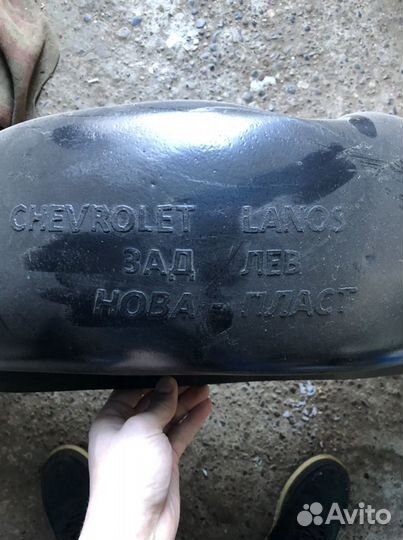 CHEVROLET LANOS
ЗАД ЛЕВ
НОВА - ПЛАСТ
Avito